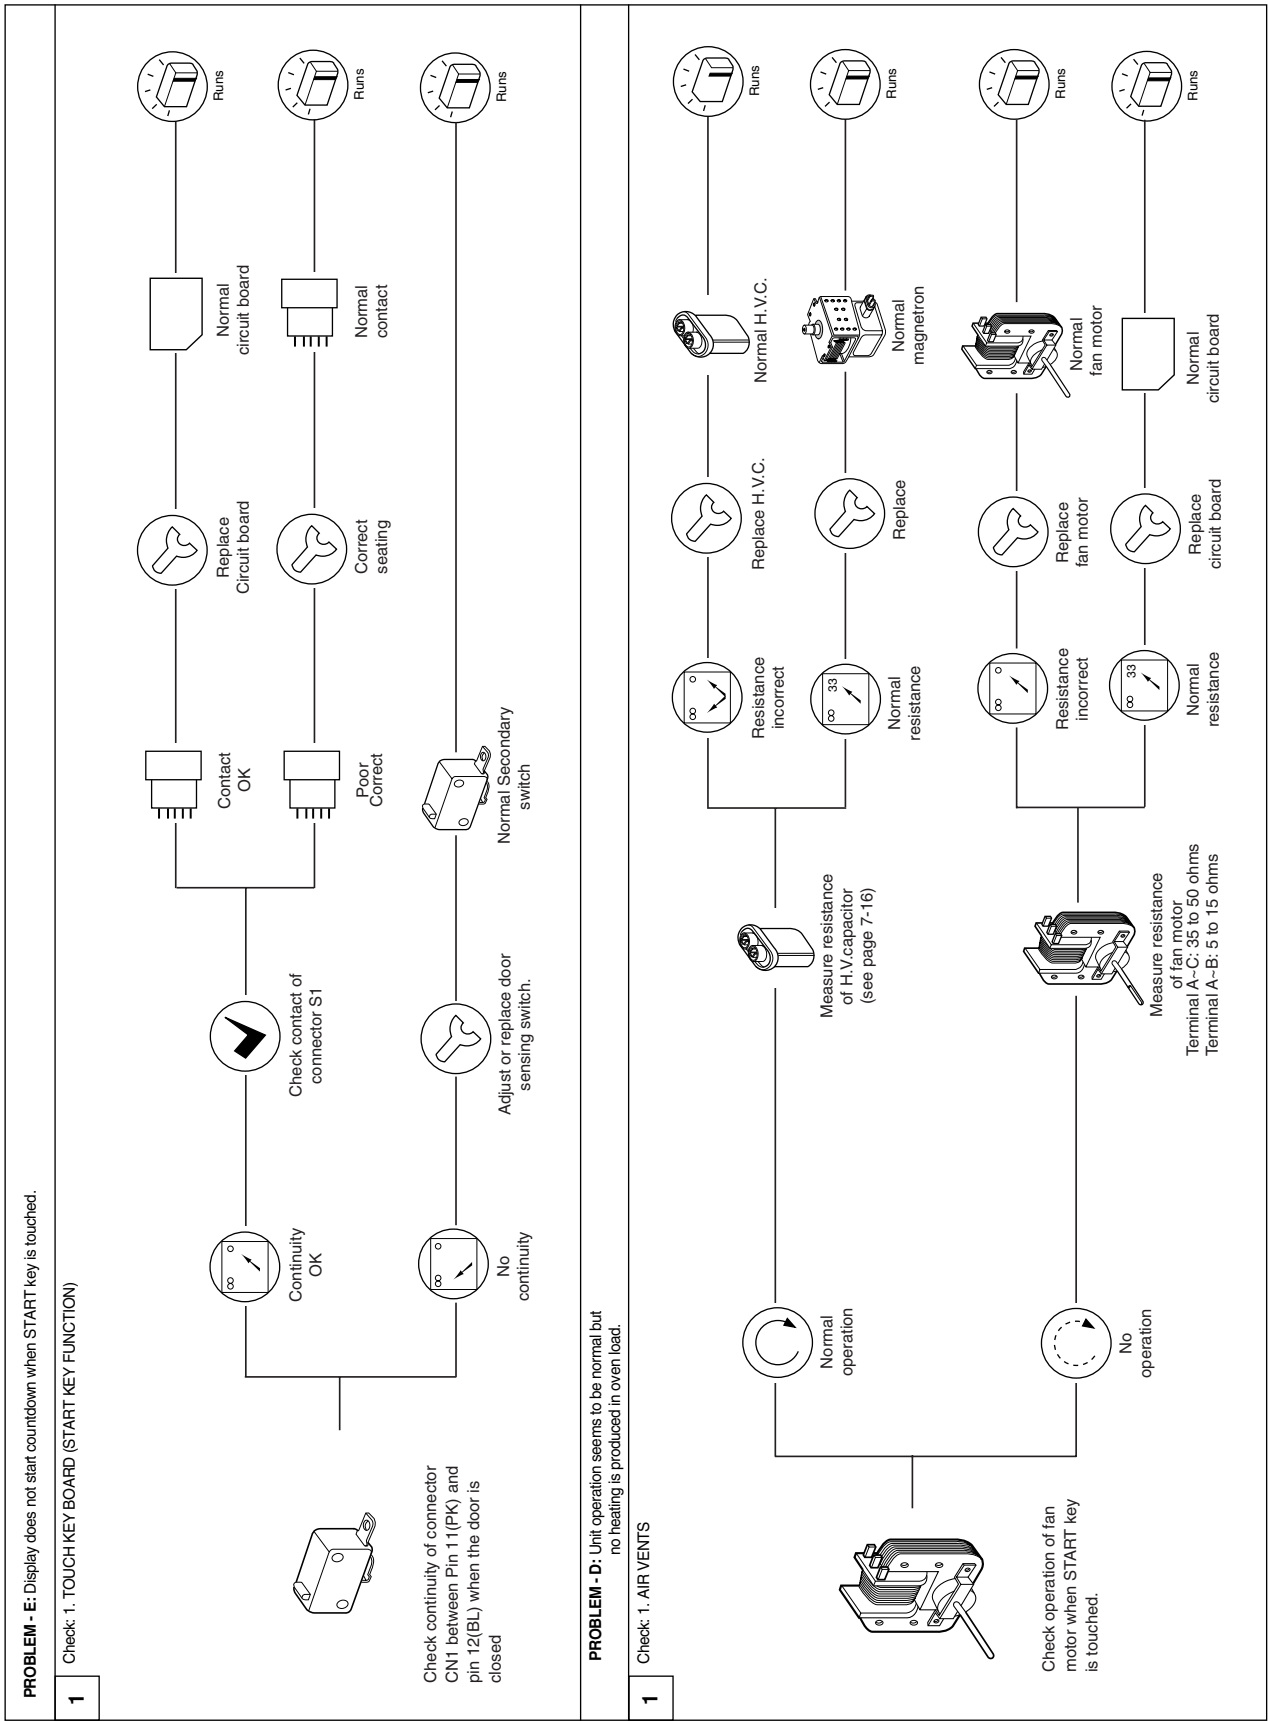 PROBLEM - E: Display does not start countdown when START key is touched.
1
Check: 1. TOUCH KEY BOARD (START KEY FUNCTION)
Check continuity of connector
CN1 between Pin 11(PK) and
pin 12(BL) when the door is
closed
∞ 0
Continuity
OK
Check contact of
connector S1
Contact
OK
Replace
Circuit board
Normal
circuit board
Runs
Poor
Correct
Correct
seating
Normal
contact
Runs
∞ 0
No
continuity
Adjust or replace door
sensing switch.
Normal Secondary
switch
Runs
PROBLEM - D: Unit operation seems to be normal but
no heating is produced in oven load.
1
Check: 1. AIR VENTS
Check operation of fan
motor when START key
is touched.
Normal
operation
Measure resistance
of H.V.capacitor
(see page 7-16)
∞ 0
Resistance
incorrect
Replace H.V.C.
Normal H.V.C.
Runs
∞ 33
Normal
resistance
Replace
Normal
magnetron
Runs
No
operation
Measure resistance
of fan motor
Terminal A~C: 35 to 50 ohms
Terminal A~B: 5 to 15 ohms
∞ 0
Resistance
incorrect
Replace
fan motor
Normal
fan motor
Runs
∞ 33
Normal
resistance
Replace
circuit board
Normal
circuit board
Runs